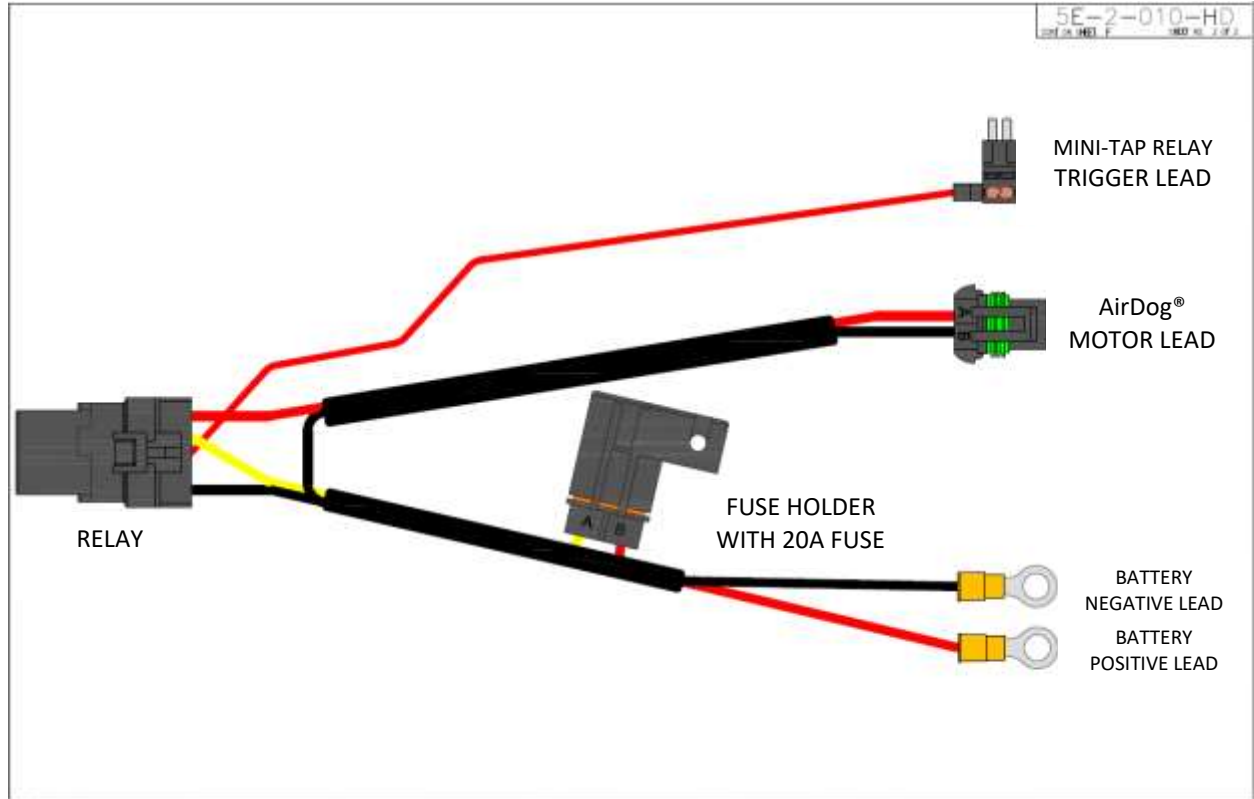 5E-2-010-HD
MINI-TAP RELAY
TRIGGER LEAD
AirDog®
MOTOR LEAD
A
B
RELAY
A B
FUSE HOLDER
WITH 20A FUSE
BATTERY
NEGATIVE LEAD
BATTERY
POSITIVE LEAD